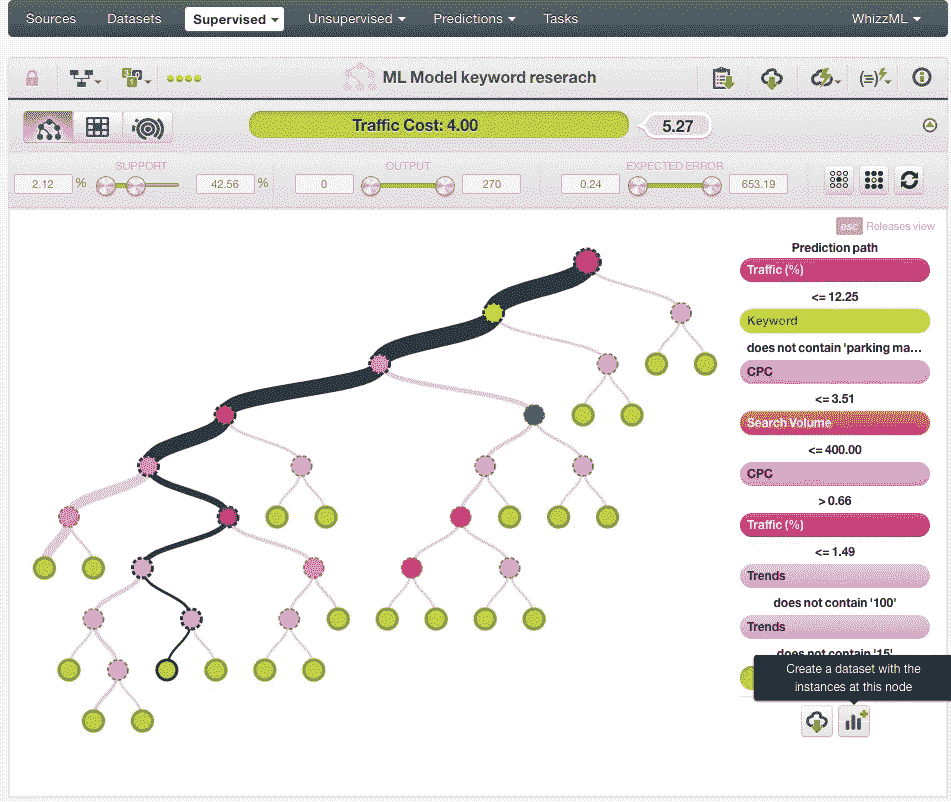 Sources Datasets Supervised Unsupervised Predictions Tasks WhizzML
ML Model keyword reserach
Traffic Cost: 4.00 5.27
SUPPORT OUTPUT EXPECTED ERROR
2.12 % 42.56 % 0 270 0.24 653.19
esc Releases view
Prediction path
Traffic (%)
<= 12.25
Keyword
does not contain 'parking ma...
CPC
<= 3.51
Search Volume
<= 400.00
CPC
> 0.66
Traffic (%)
<= 1.49
Trends
does not contain '100'
Trends
does not contain '15'
Create a dataset with the
instances at this node